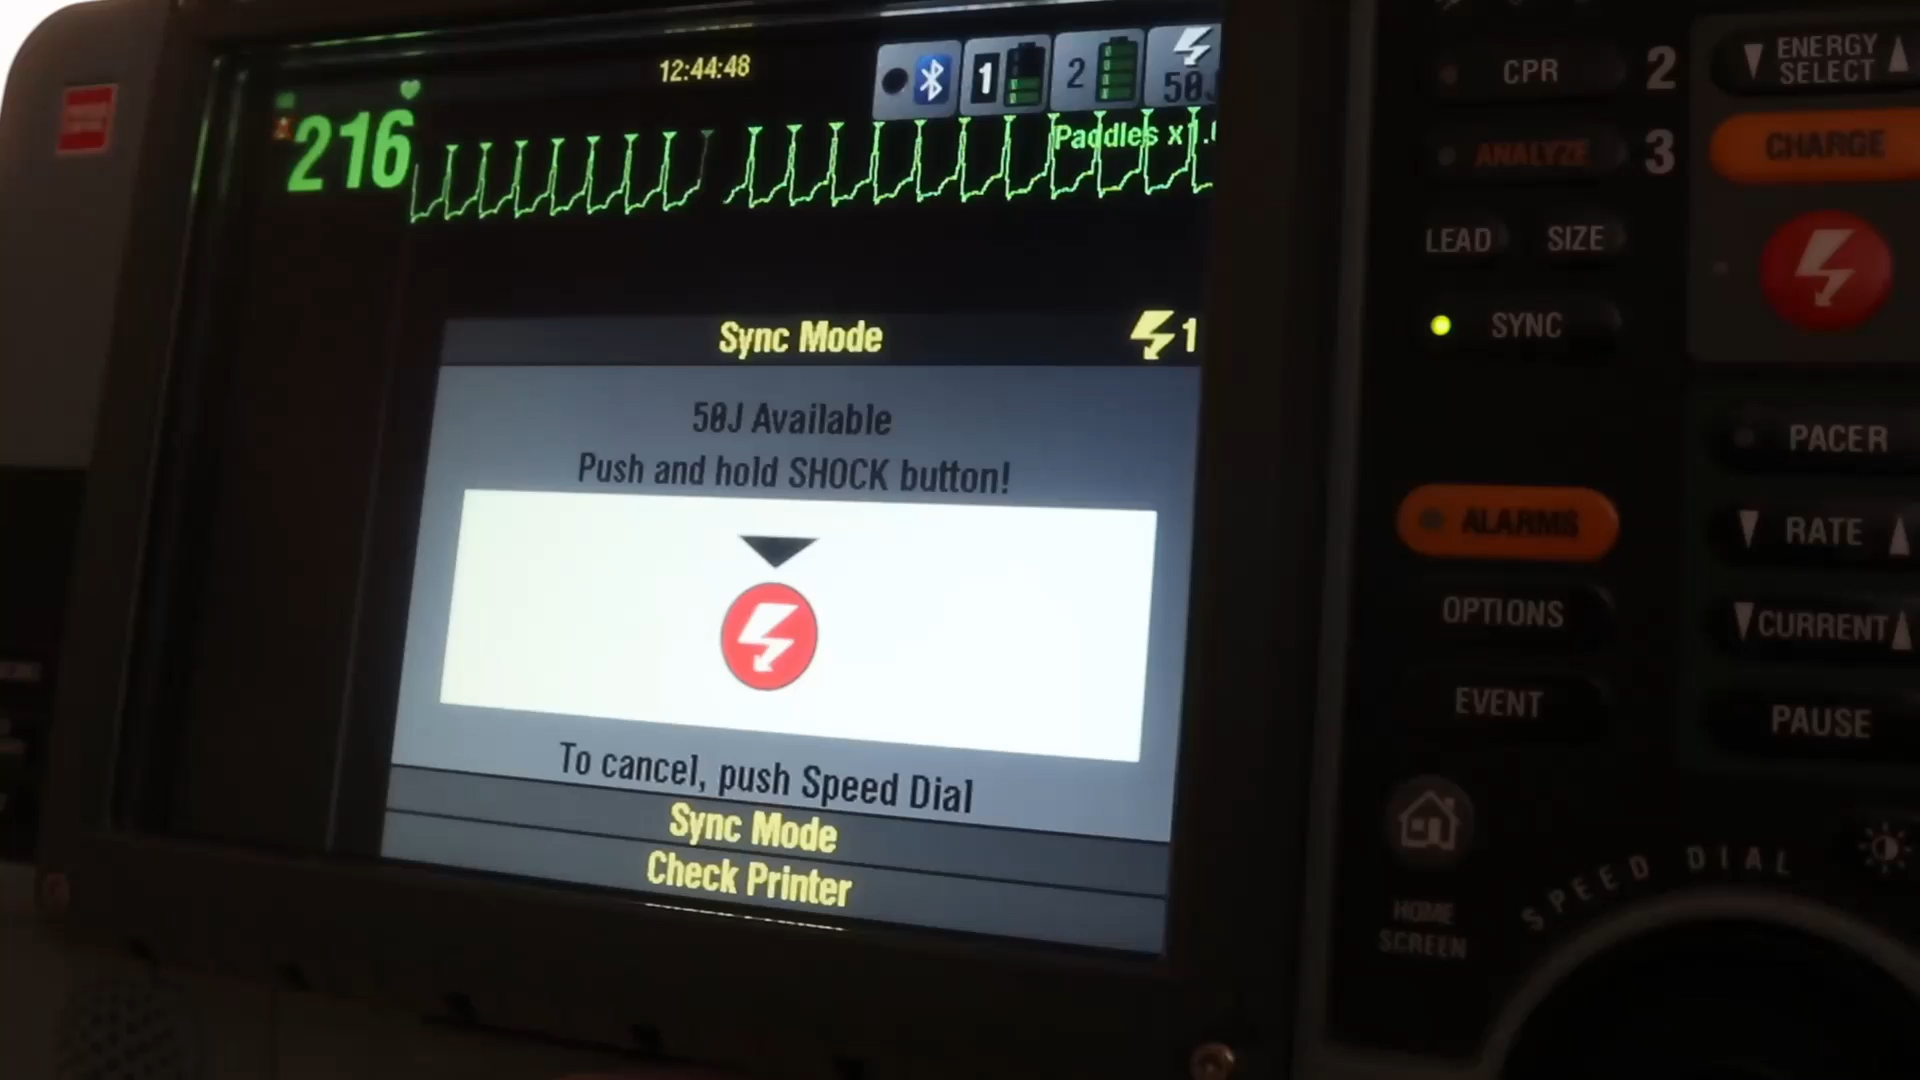 12:44:48
1
2
50J
216
Paddles x1.
Sync Mode
1
50J Available
Push and hold SHOCK button!
To cancel, push Speed Dial
Sync Mode
Check Printer
CPR
2
ANALYZE
3
LEAD
SIZE
SYNC
ALARMS
OPTIONS
EVENT
HOME
SCREEN
ENERGY
SELECT
CHARGE
PACER
RATE
CURRENT
PAUSE
SPEED DIAL